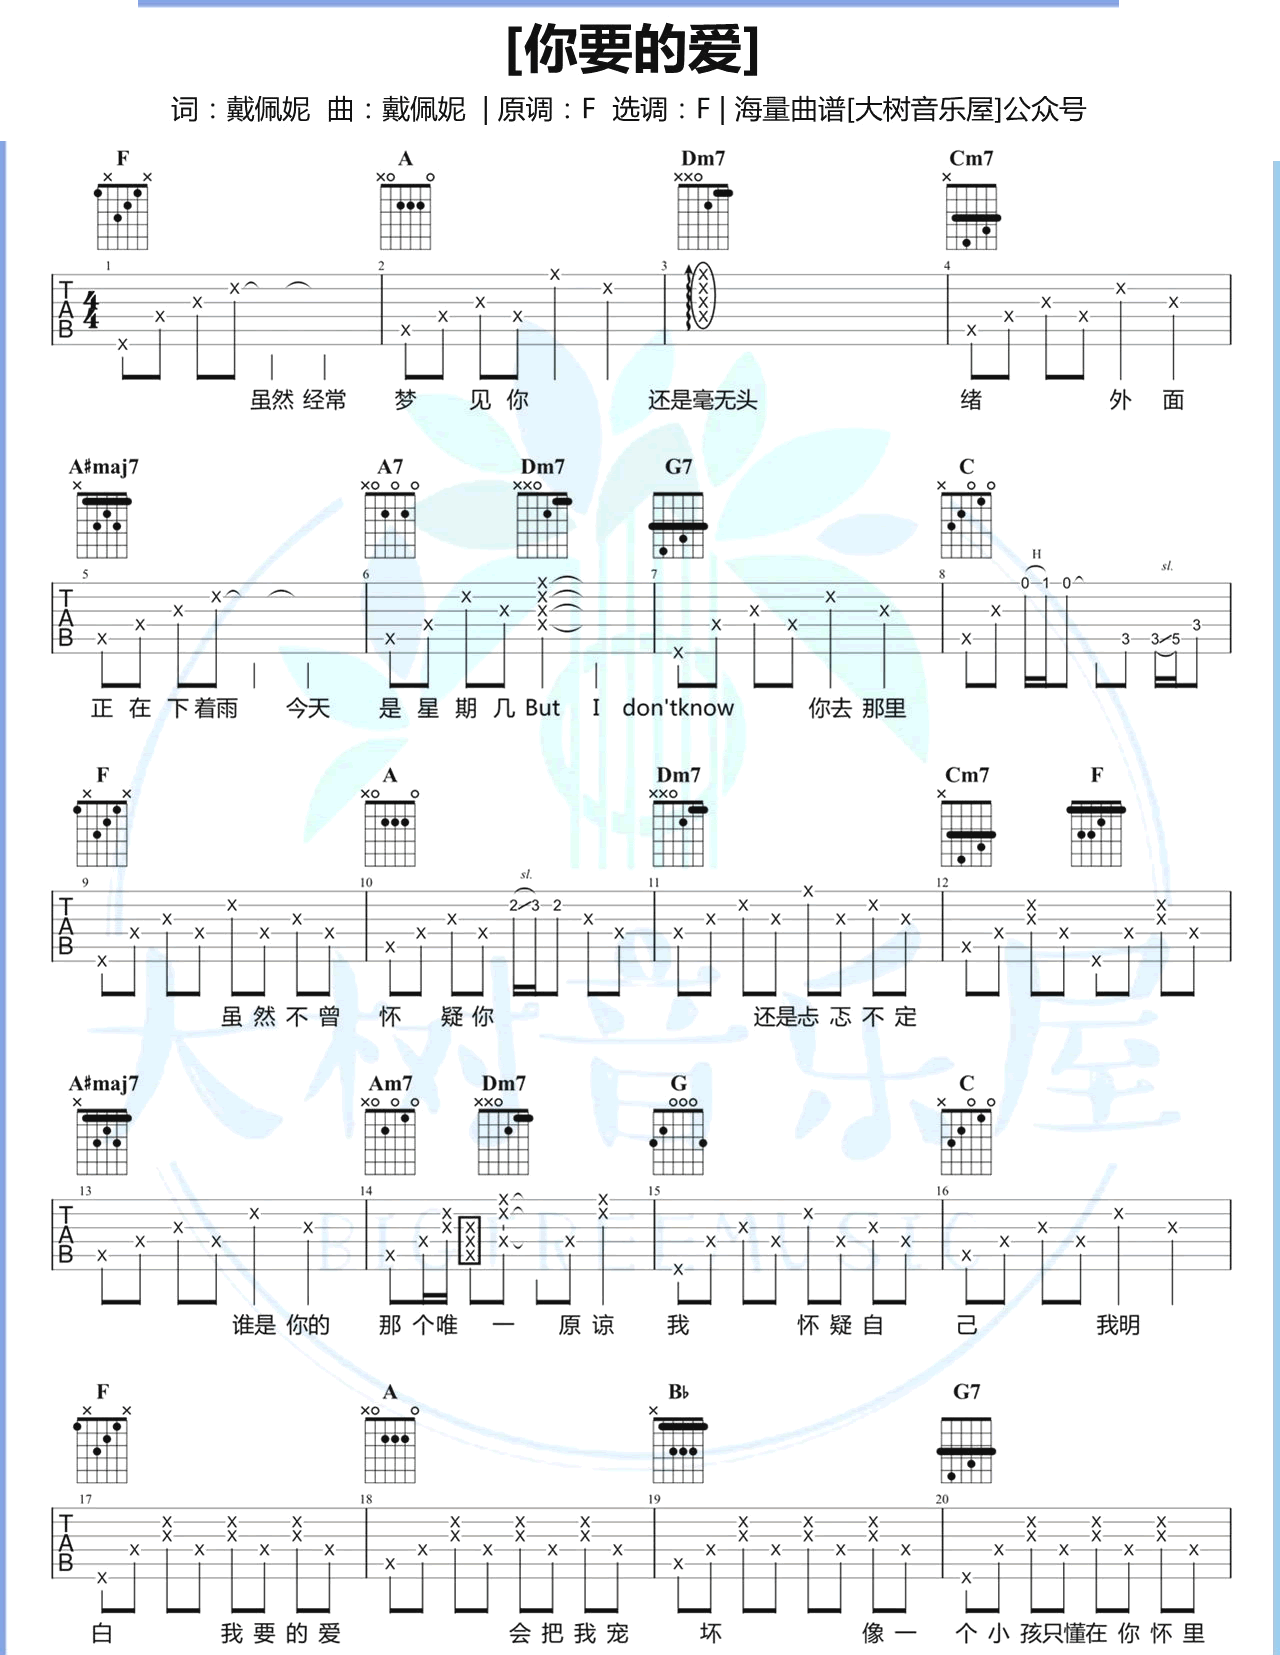 [你要的爱]
词：戴佩妮 曲：戴佩妮 | 原调：F 选调：F | 海量曲谱[大树音乐屋]公众号
F A Dm7 Cm7
1 2 3 4
T A B 4 4
虽然 经常 梦 见 你 还是毫无头 绪 外 面
A♯maj7 A7 Dm7 G7 C
5 6 7 8
H sl.
T A B 0 1 0 3 3 5 3
正 在 下 着雨 今天 是 星 期 几 But I don'tknow 你去 那里
F A Dm7 Cm7 F
9 10 11 12
sl.
T A B 2 3 2
大树音乐屋
虽 然 不 曾 怀 疑 你 还是忐 忑 不 定
A♯maj7 Am7 Dm7 G C
13 14 15 16
T A B
BIGTREEMUSIC
谁是 你的 那 个唯 一 原 谅 我 怀 疑 自 己 我明
F A B♭ G7
17 18 19 20
T A B
白 我 要 的 爱 会 把 我 宠 坏 像 一 个 小 孩只懂在 你 怀 里